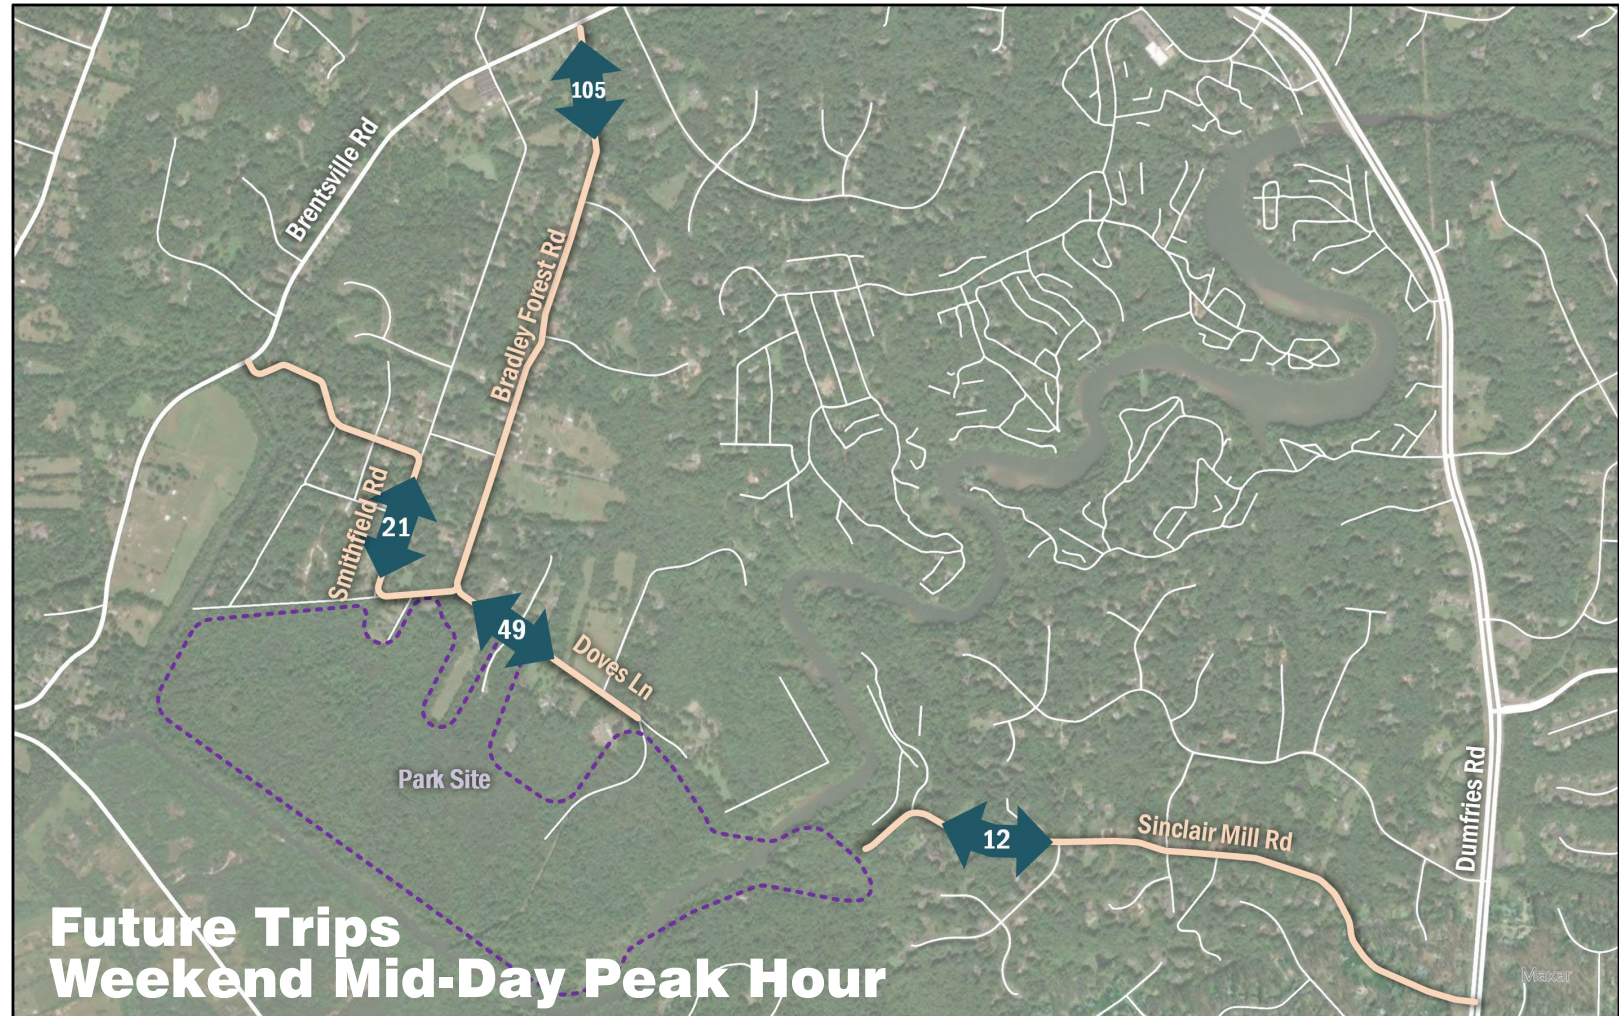 105
Brentsville Rd
Bradley Forest Rd
Smithfield Rd
21
49
Doves Ln
Park Site
12
Sinclair Mill Rd
Dumfries Rd
Future Trips
Weekend Mid-Day Peak Hour
Maxar